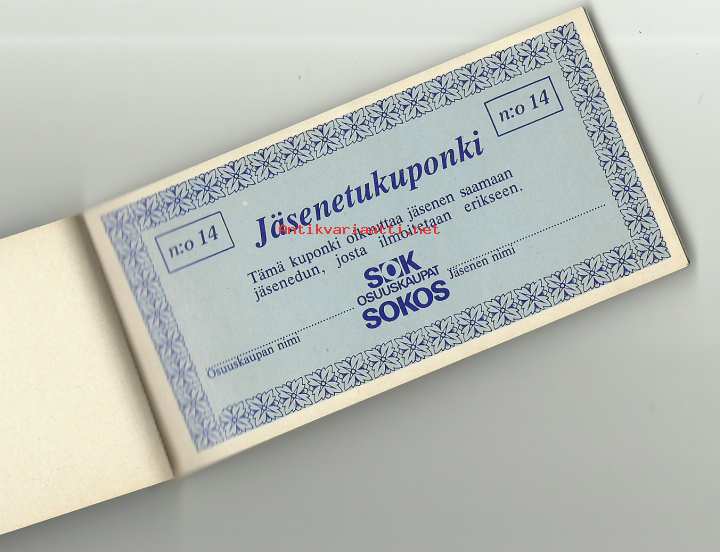 n:o 14
n:o 14
Jäsenetukuponki
Antikvariaatti.net
Tämä kuponki oikeuttaa jäsenen saamaan
jäsenedun, josta ilmoitetaan erikseen.
SOK
OSUUSKAUPAT
SOKOS
Osuuskaupan nimi
Jäsenen nimi